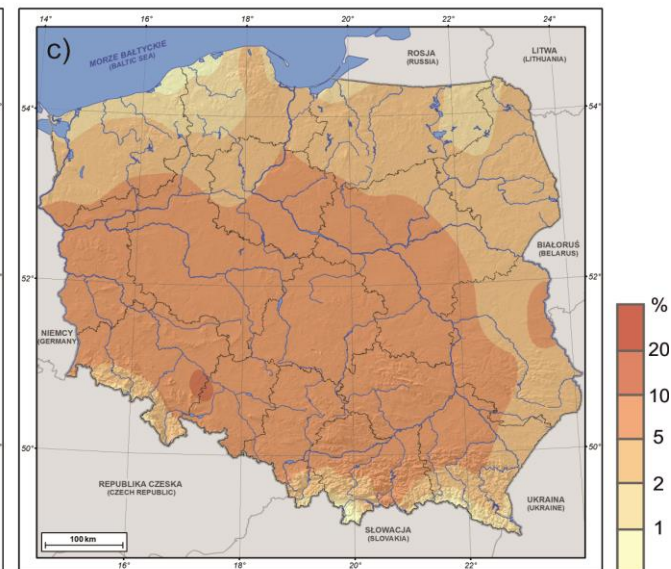 14° 16° 18° 20° 22° 24°
c)
MORZE BAŁTYCKIE
(BALTIC SEA)
ROSJA
(RUSSIA)
LITWA
(LITHUANIA)
54° 54°
BIAŁORUŚ
(BELARUS)
52° 52°
NIEMCY
(GERMANY
%
20
10
5
2
1
50° 50°
REPUBLIKA CZESKA
(CZECH REPUBLIC)
UKRAINA
(UKRAINE)
SŁOWACJA
(SLOVAKIA)
100 km
16° 18° 20° 22°